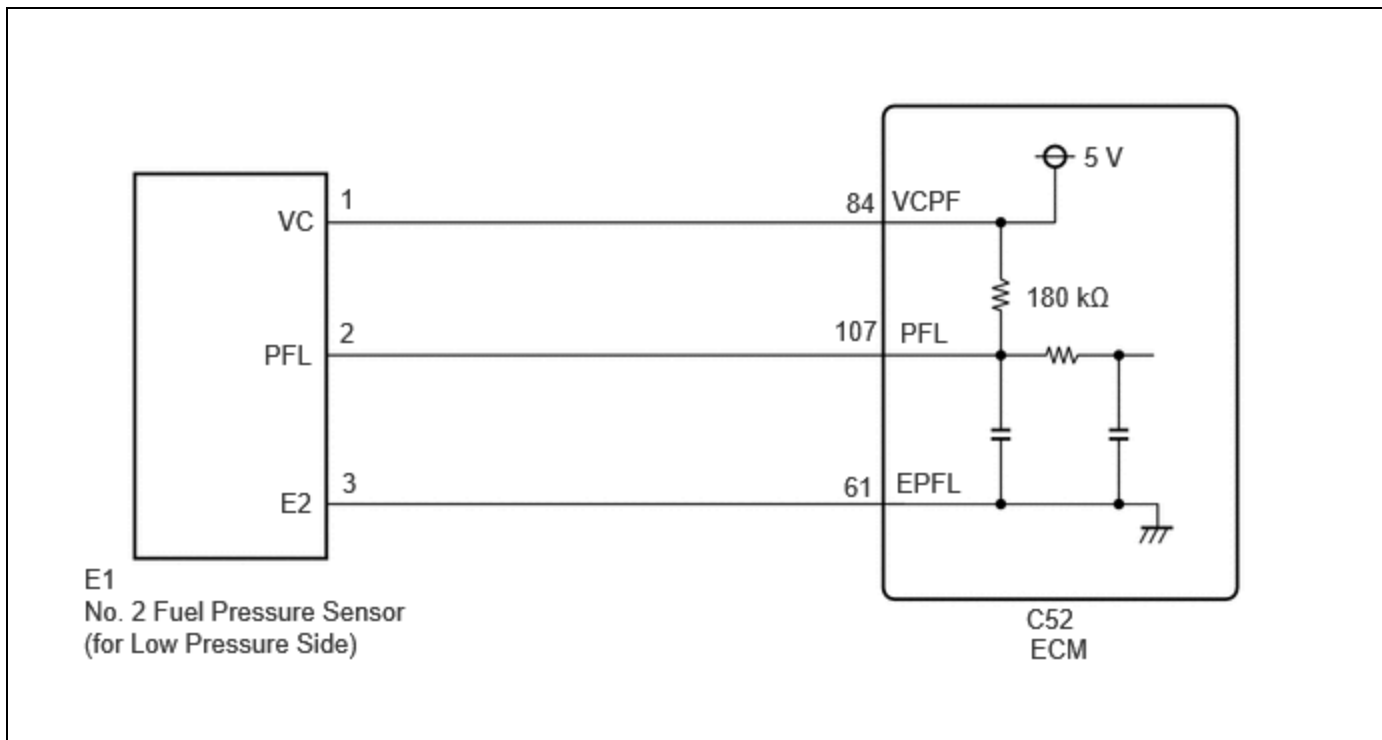 5 V
VC
1
84
VCPF
180 kΩ
PFL
2
107
PFL
E2
3
61
EPFL
E1
No. 2 Fuel Pressure Sensor
(for Low Pressure Side)
C52
ECM